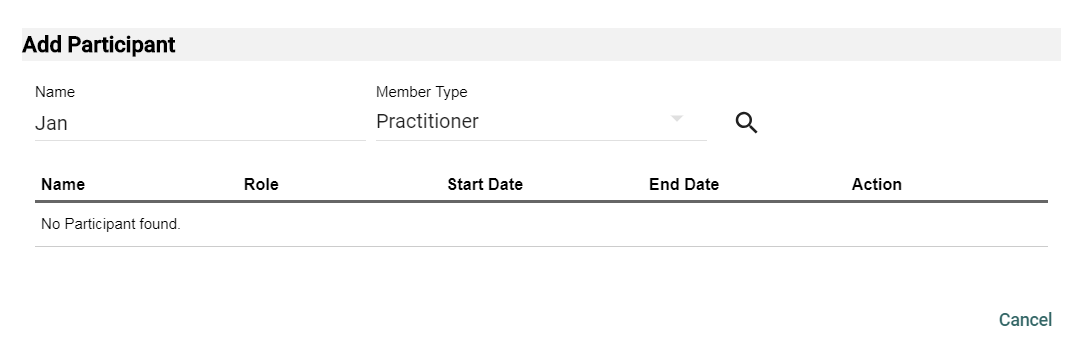 Add Participant
Name Member Type
Jan Practitioner
Name Role Start Date End Date Action
No Participant found.
Cancel